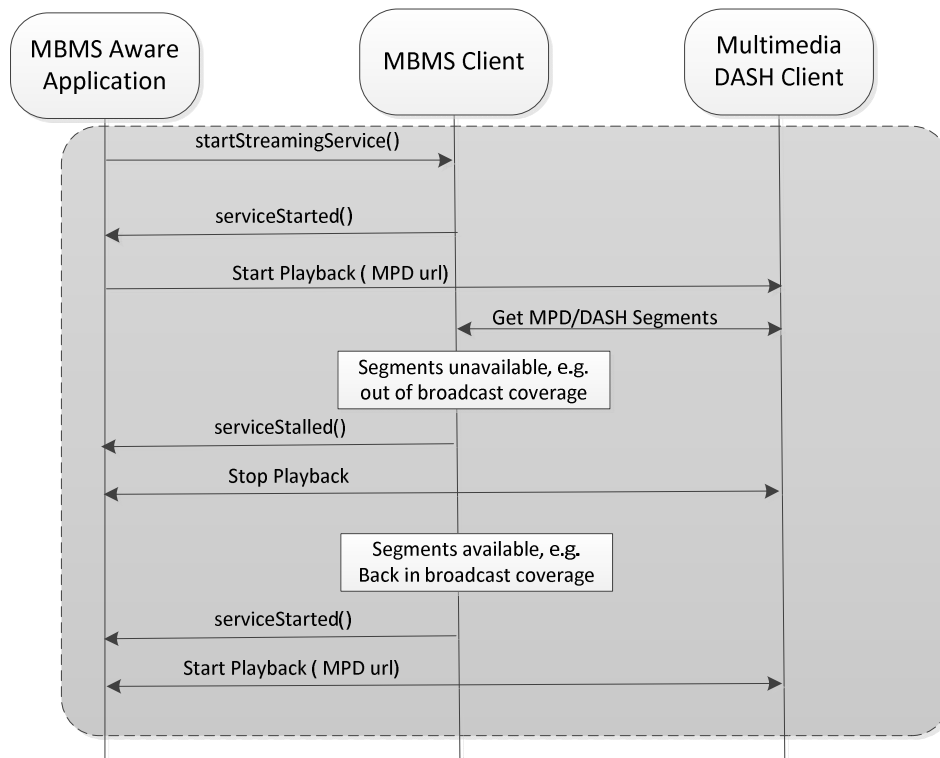 MBMS Aware
Application
MBMS Client
Multimedia
DASH Client
startStreamingService()
serviceStarted()
Start Playback ( MPD url)
Get MPD/DASH Segments
Segments unavailable, e.g.
out of broadcast coverage
serviceStalled()
Stop Playback
Segments available, e.g.
Back in broadcast coverage
serviceStarted()
Start Playback ( MPD url)